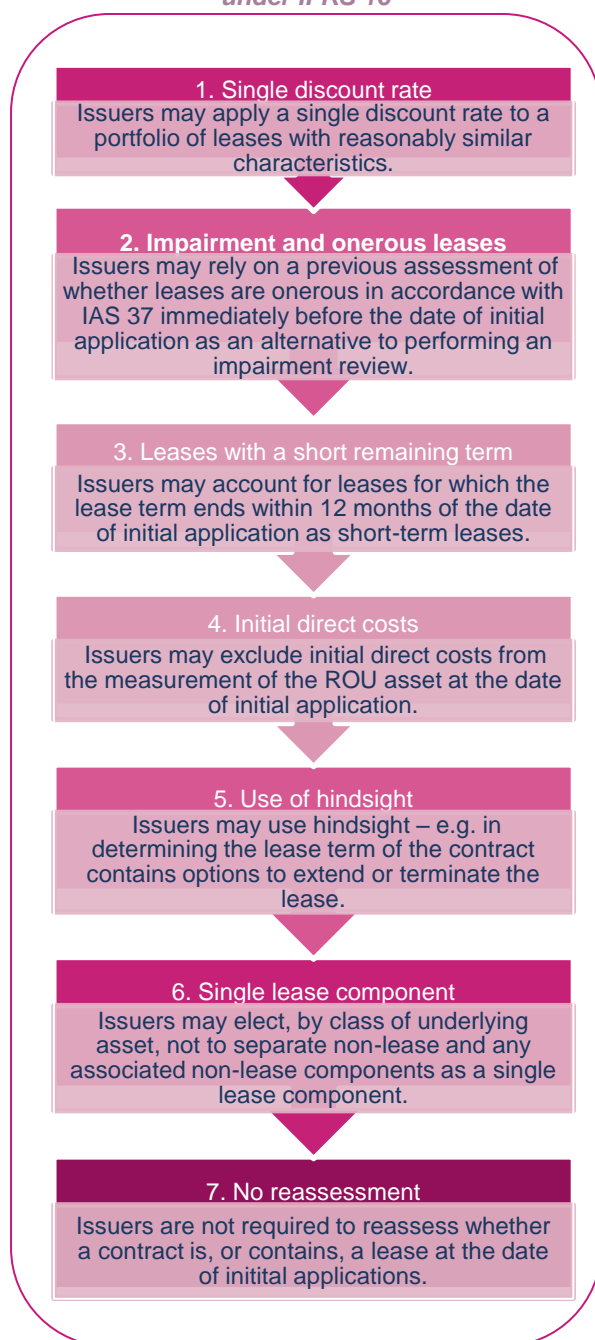 under IFRS 16
1. Single discount rate
Issuers may apply a single discount rate to a
portfolio of leases with reasonably similar
characteristics.
2. Impairment and onerous leases
Issuers may rely on a previous assessment of
whether leases are onerous in accordance with
IAS 37 immediately before the date of initial
application as an alternative to performing an
impairment review.
3. Leases with a short remaining term
Issuers may account for leases for which the
lease term ends within 12 months of the date
of initial application as short-term leases.
4. Initial direct costs
Issuers may exclude initial direct costs from
the measurement of the ROU asset at the date
of initial application.
5. Use of hindsight
Issuers may use hindsight – e.g. in
determining the lease term of the contract
contains options to extend or terminate the
lease.
6. Single lease component
Issuers may elect, by class of underlying
asset, not to separate non-lease and any
associated non-lease components as a single
lease component.
7. No reassessment
Issuers are not required to reassess whether
a contract is, or contains, a lease at the date
of initital applications.